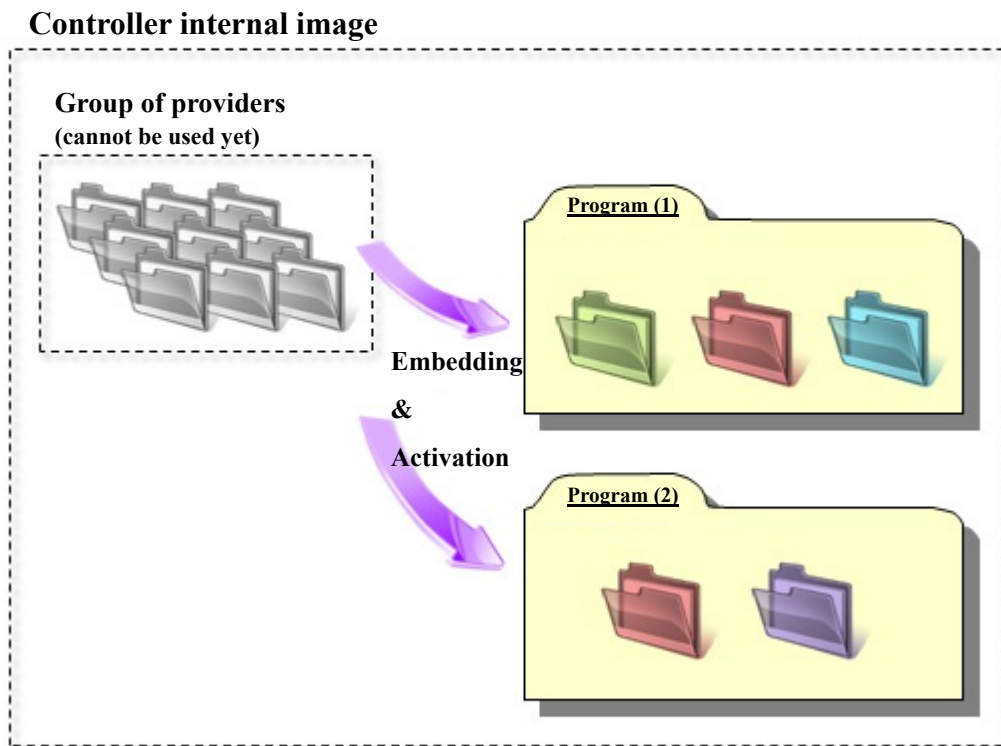 Controller internal image
Group of providers
(cannot be used yet)
Program (1)
Embedding
&
Activation
Program (2)